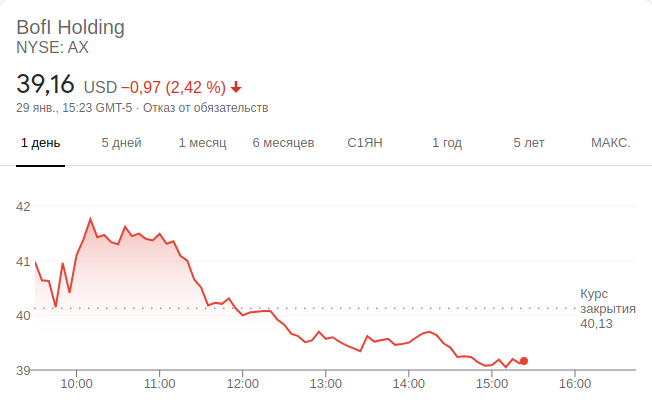 BofI Holding
NYSE: AX
39,16 USD −0,97 (2,42 %)
29 янв., 15:23 GMT-5 · Отказ от обязательств
1 день 5 дней 1 месяц 6 месяцев С1ЯН 1 год 5 лет МАКС.
42
41
40
39
Курс
закрытия
40,13
10:00 11:00 12:00 13:00 14:00 15:00 16:00